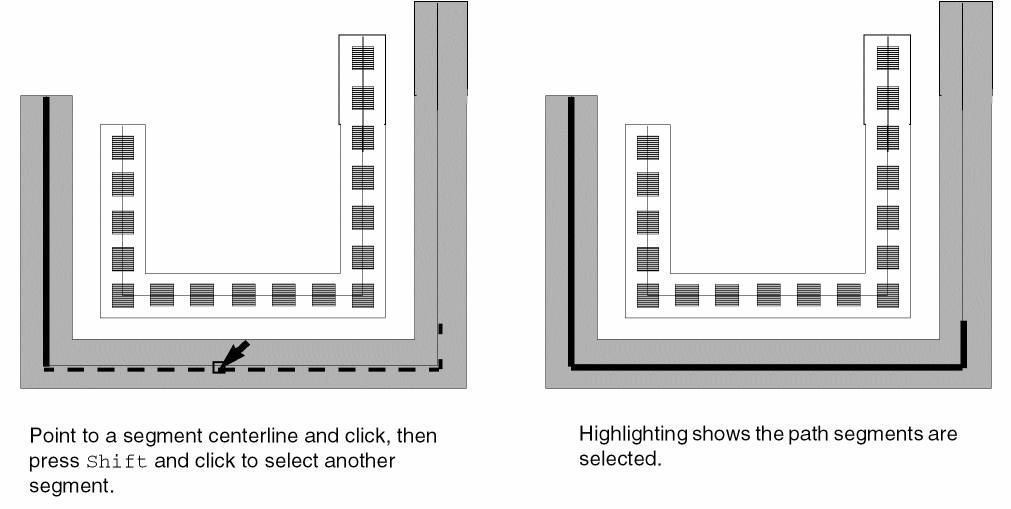 Point to a segment centerline and click, then
press Shift and click to select another
segment.
Highlighting shows the path segments are
selected.